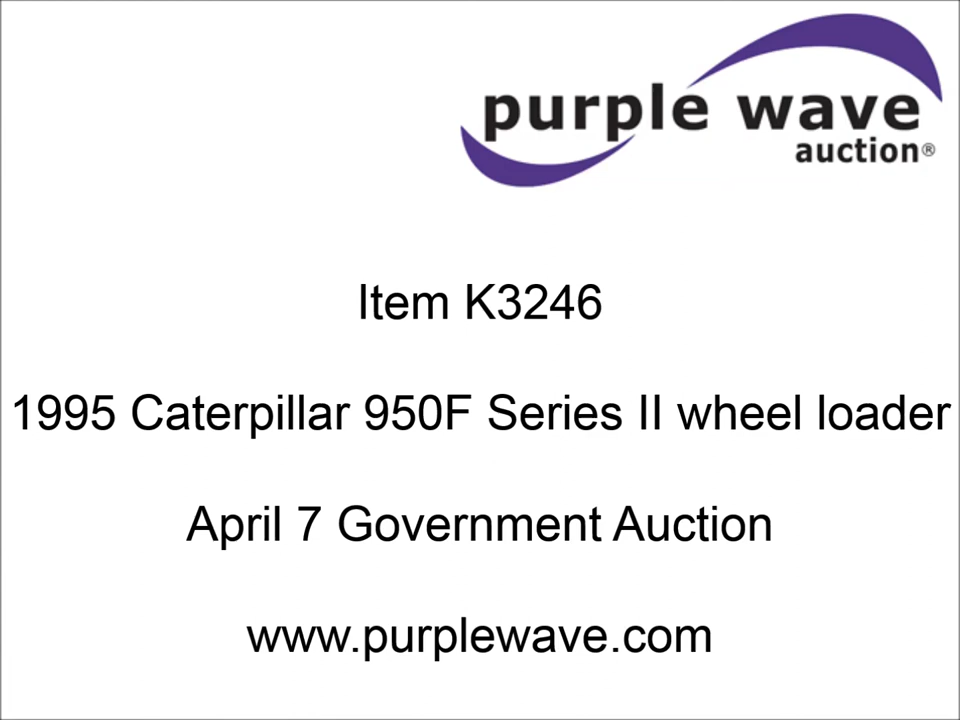 purple wave
auction®
Item K3246
1995 Caterpillar 950F Series II wheel loader
April 7 Government Auction
www.purplewave.com